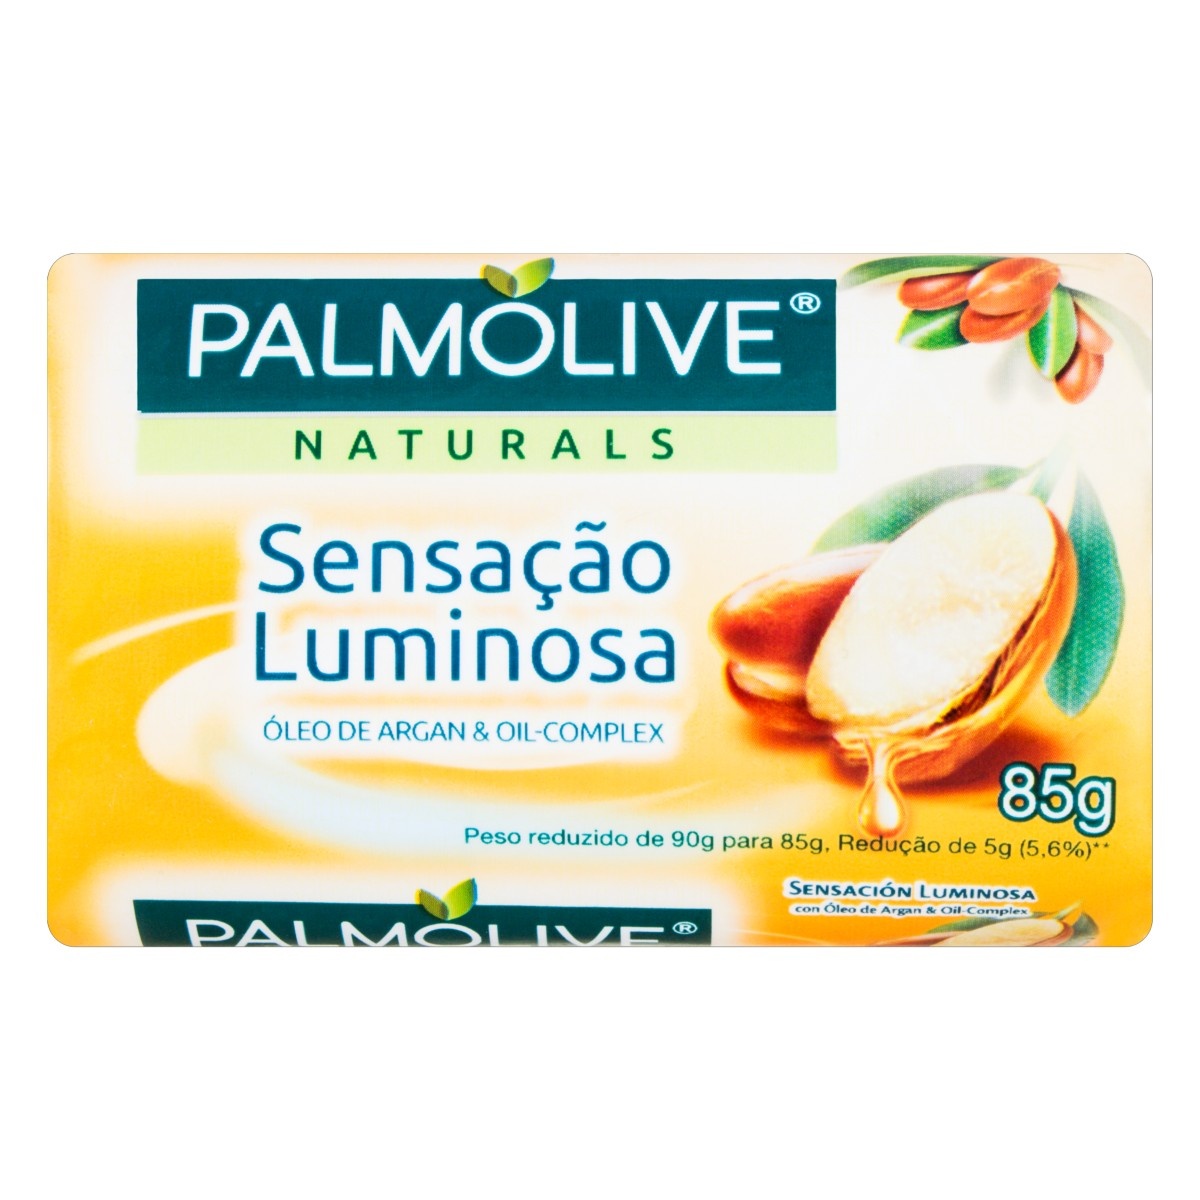 PALMOLIVE®
NATURALS
Sensação
Luminosa
ÓLEO DE ARGAN & OIL-COMPLEX
85g
Peso reduzido de 90g para 85g, Redução de 5g (5,6%)**
SENSACIÓN LUMINOSA
con Óleo de Argan & Oil-Complex
PALMOLIVE®